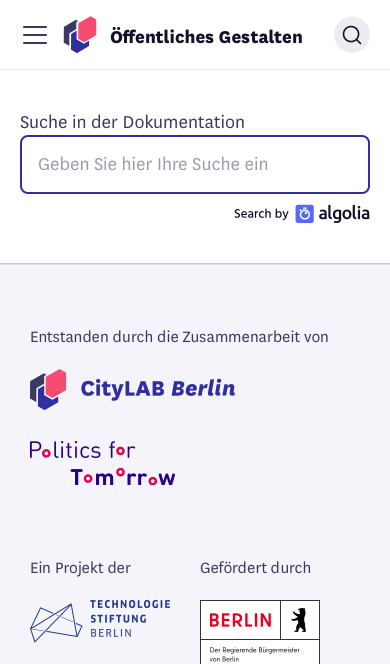 Öffentliches Gestalten
Suche in der Dokumentation
Geben Sie hier Ihre Suche ein
Search by algolia
Entstanden durch die Zusammenarbeit von
CityLAB Berlin
Politics for
Tomorrow
Ein Projekt der
Gefördert durch
TECHNOLOGIE
STIFTUNG
BERLIN
BERLIN
Der Regierende Bürgermeister
von Berlin